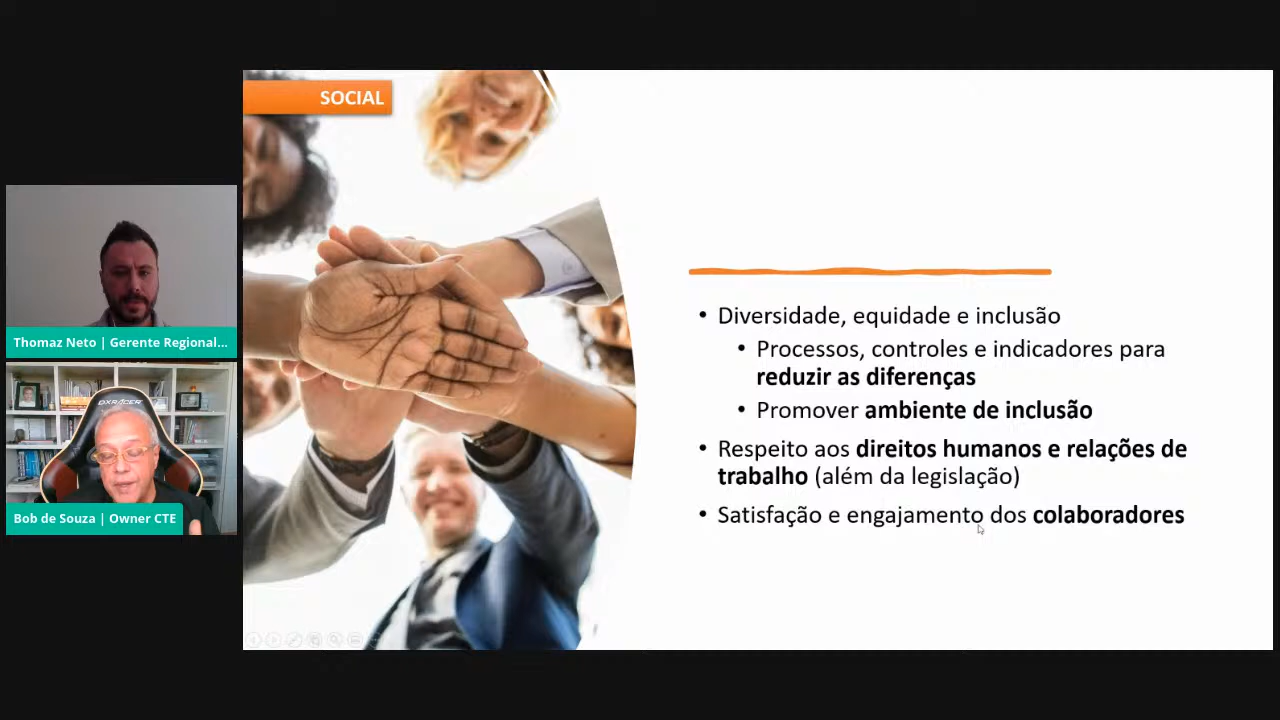 SOCIAL
Thomaz Neto | Gerente Regional...
DXRACER
Bob de Souza | Owner CTE
• Diversidade, equidade e inclusão
• Processos, controles e indicadores para
reduzir as diferenças
• Promover ambiente de inclusão
• Respeito aos direitos humanos e relações de
trabalho (além da legislação)
• Satisfação e engajamento dos colaboradores